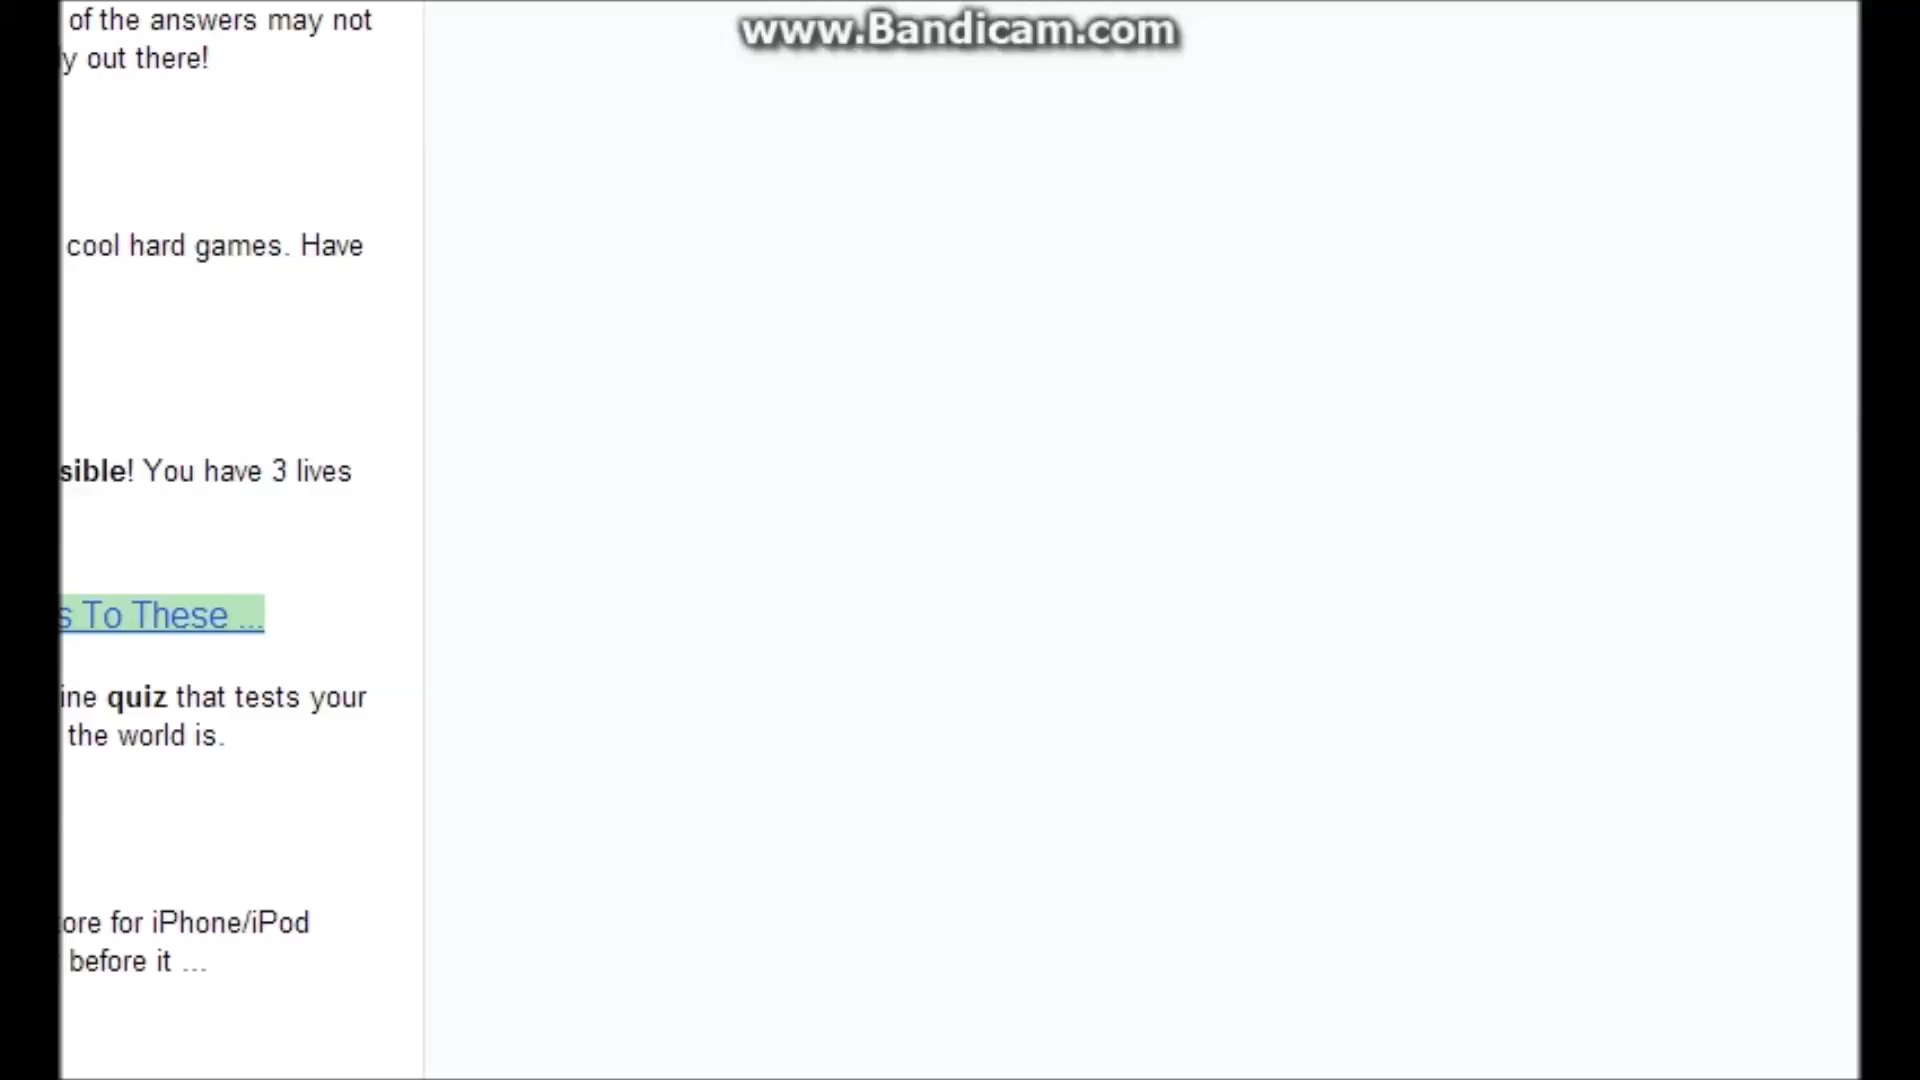 www.Bandicam.com
of the answers may not
y out there!
cool hard games. Have
sible! You have 3 lives
s To These ...
ine quiz that tests your
the world is.
ore for iPhone/iPod
before it ...